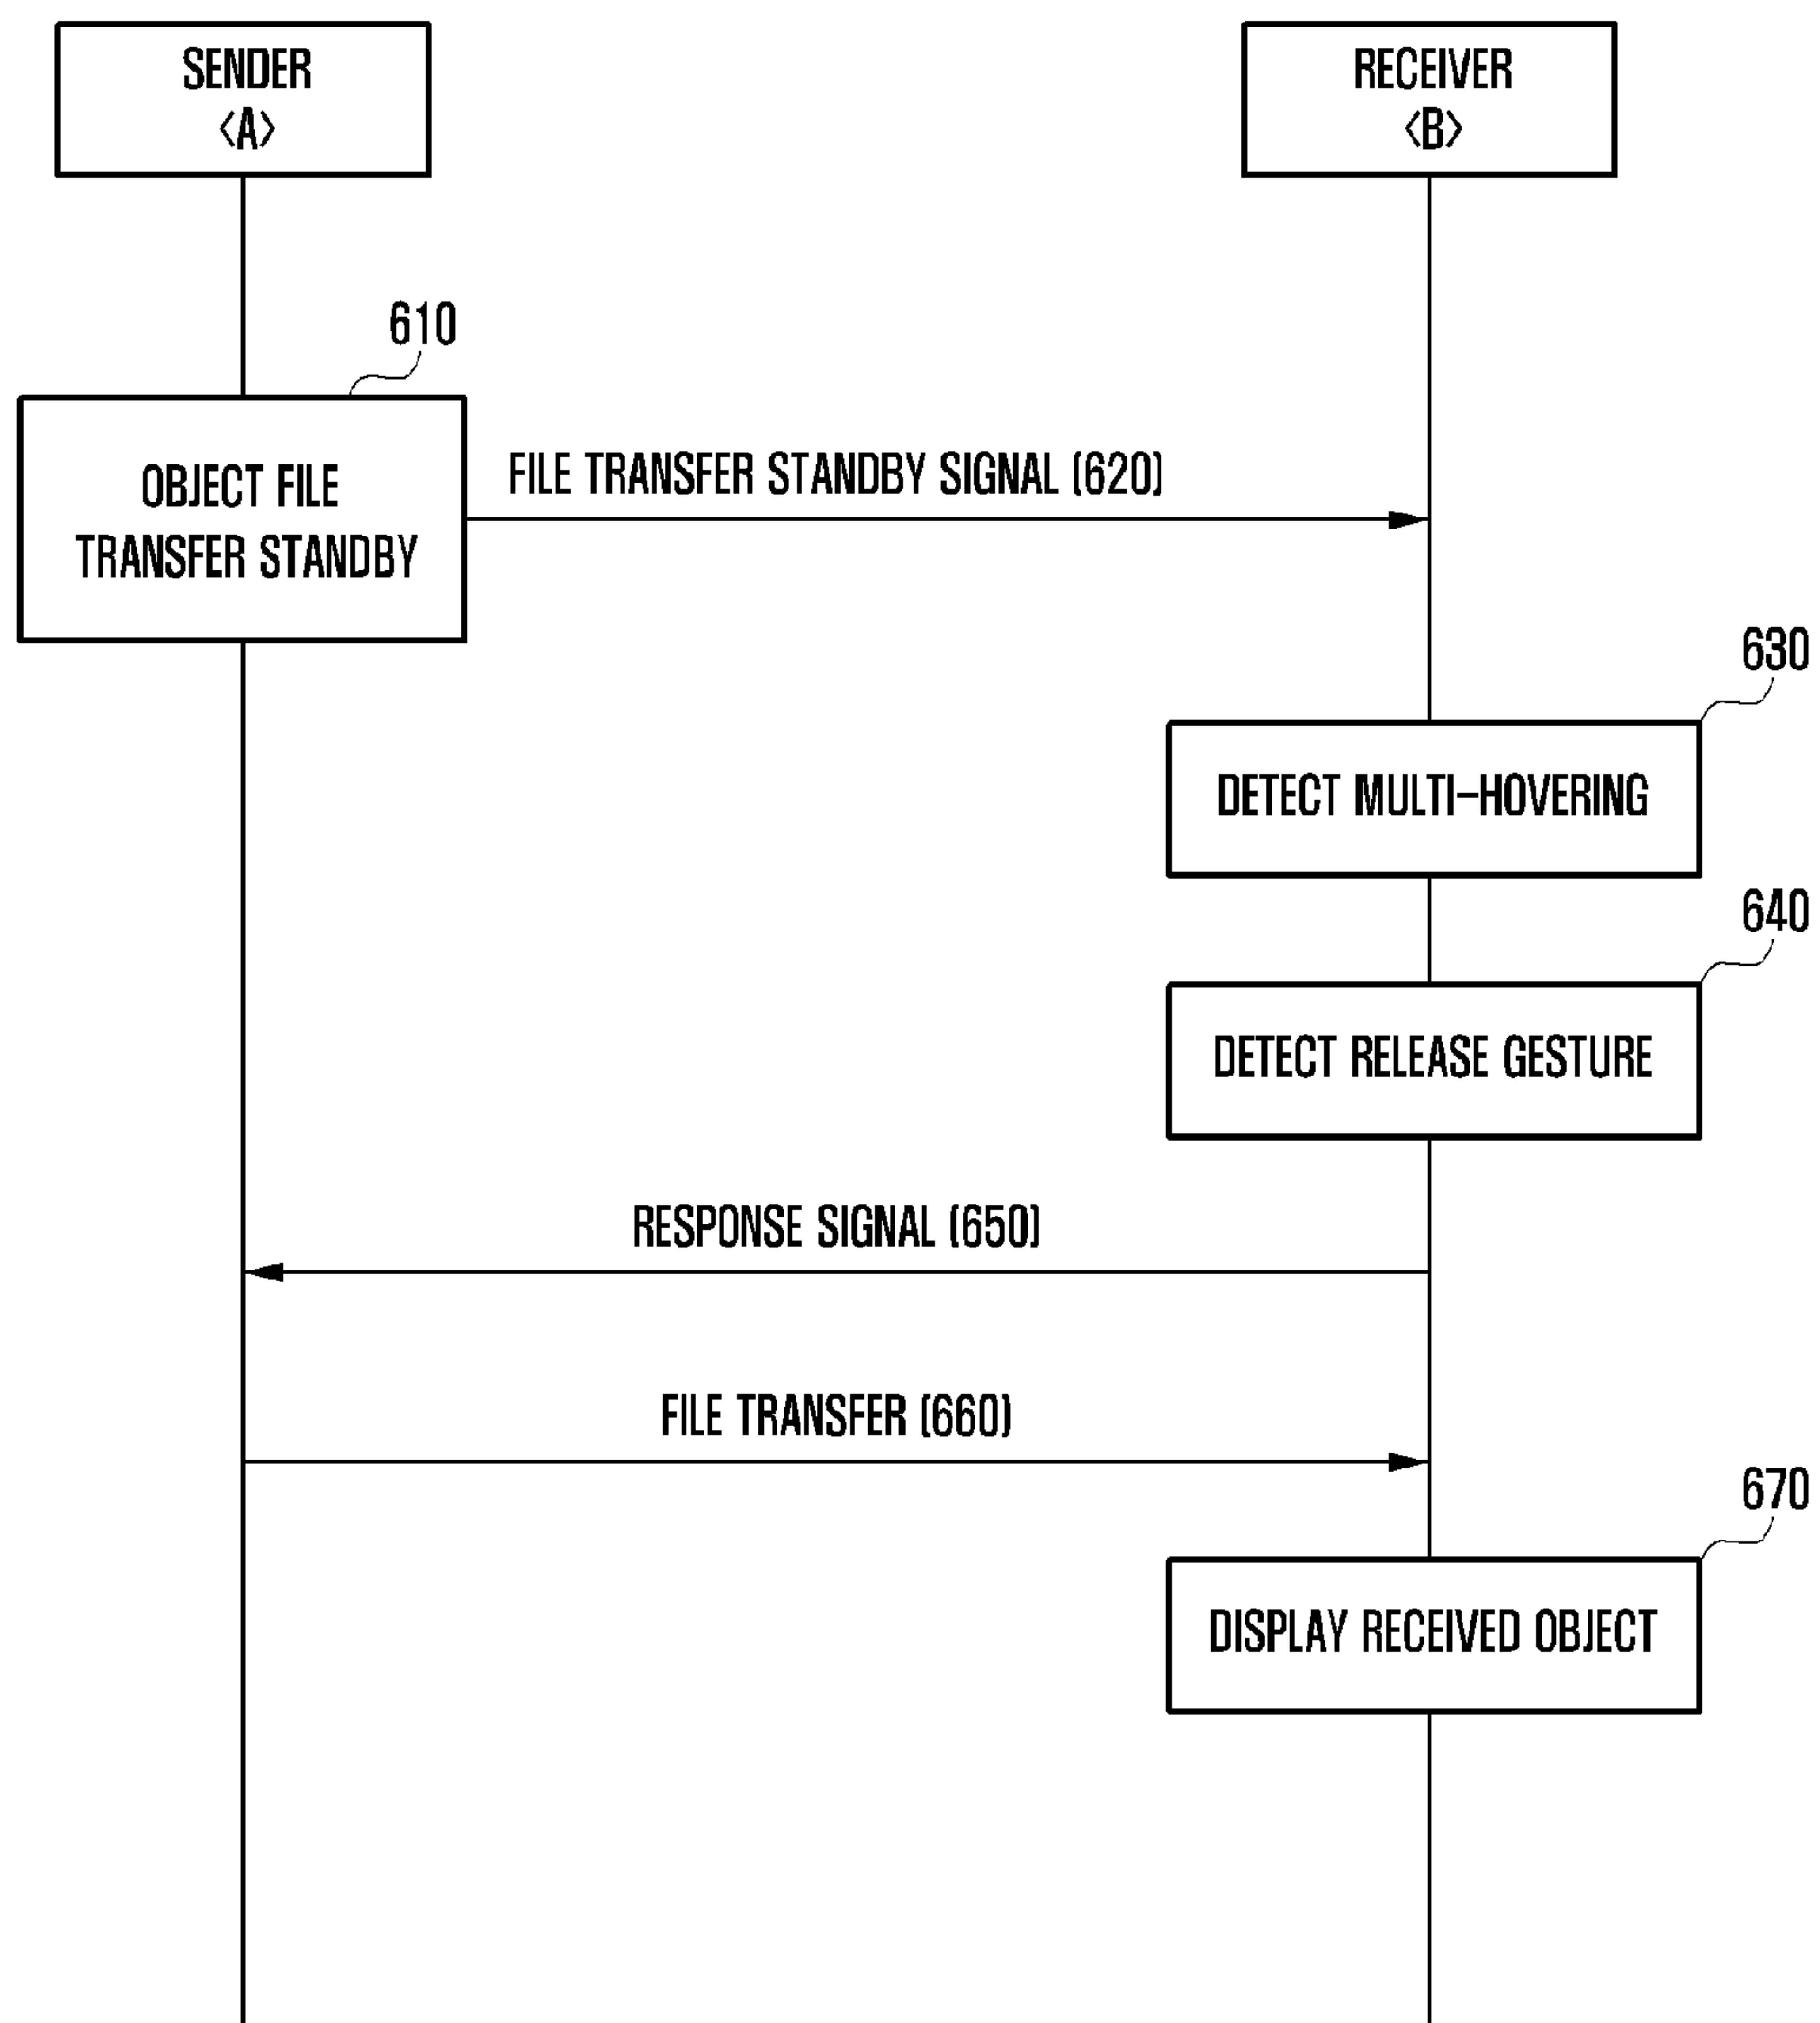 SENDER
<A>
RECEIVER
<B>
610
OBJECT FILE
TRANSFER STANDBY
FILE TRANSFER STANDBY SIGNAL (620)
630
DETECT MULTI-HOVERING
640
DETECT RELEASE GESTURE
RESPONSE SIGNAL (650)
FILE TRANSFER (660)
670
DISPLAY RECEIVED OBJECT